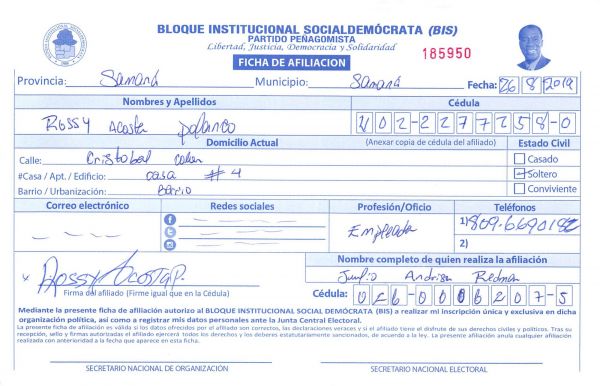 BLOQUE INSTITUCIONAL SOCIALDEMÓCRATA (BIS)
PARTIDO PEÑAGOMISTA
Libertad, Justicia, Democracia y Solidaridad
185950
FICHA DE AFILIACION
Provincia: Samaná Municipio: Samaná Fecha: 26 8 2019
Nombres y Apellidos Cédula
Rossy Acosta Polanco 402-2277258-0
Domicilio Actual (Anexar copia de cédula del afiliado) Estado Civil
Calle: Cristobal Colon Casado
#Casa / Apt. / Edificio: casa #4 Soltero
Barrio / Urbanización: Barrio Conviviente
Correo electrónico Redes sociales Profesión/Oficio Teléfonos
Empleada 1) 809.669018
2)
Nombre completo de quien realiza la afiliación
Rossy Acosta P. Junlio Redman
Firma del afiliado (Firme igual que en la Cédula) Cédula: 066-0006207-5
Mediante la presente ficha de afiliación autorizo al BLOQUE INSTITUCIONAL SOCIAL DEMÓCRATA (BIS) a realizar mi inscripción única y exclusiva en dicha
organización política, así como a registrar mis datos personales ante la Junta Central Electoral.
La presente ficha de afiliación es válida si los datos ofrecidos por el afiliado son correctos, las declaraciones veraces y si el afiliado tiene el disfrute de sus derechos civiles y políticos. Tras su
recepción, sello y firmas autorizadas el afiliado ejercerá todos los derechos y los deberes estatutariamente sancionados, de acuerdo a la ley. La presente afiliación anula cualquier afiliación
realizada con anterioridad a la fecha que aparece en esta ficha.
SECRETARIO NACIONAL DE ORGANIZACIÓN SECRETARIO NACIONAL ELECTORAL